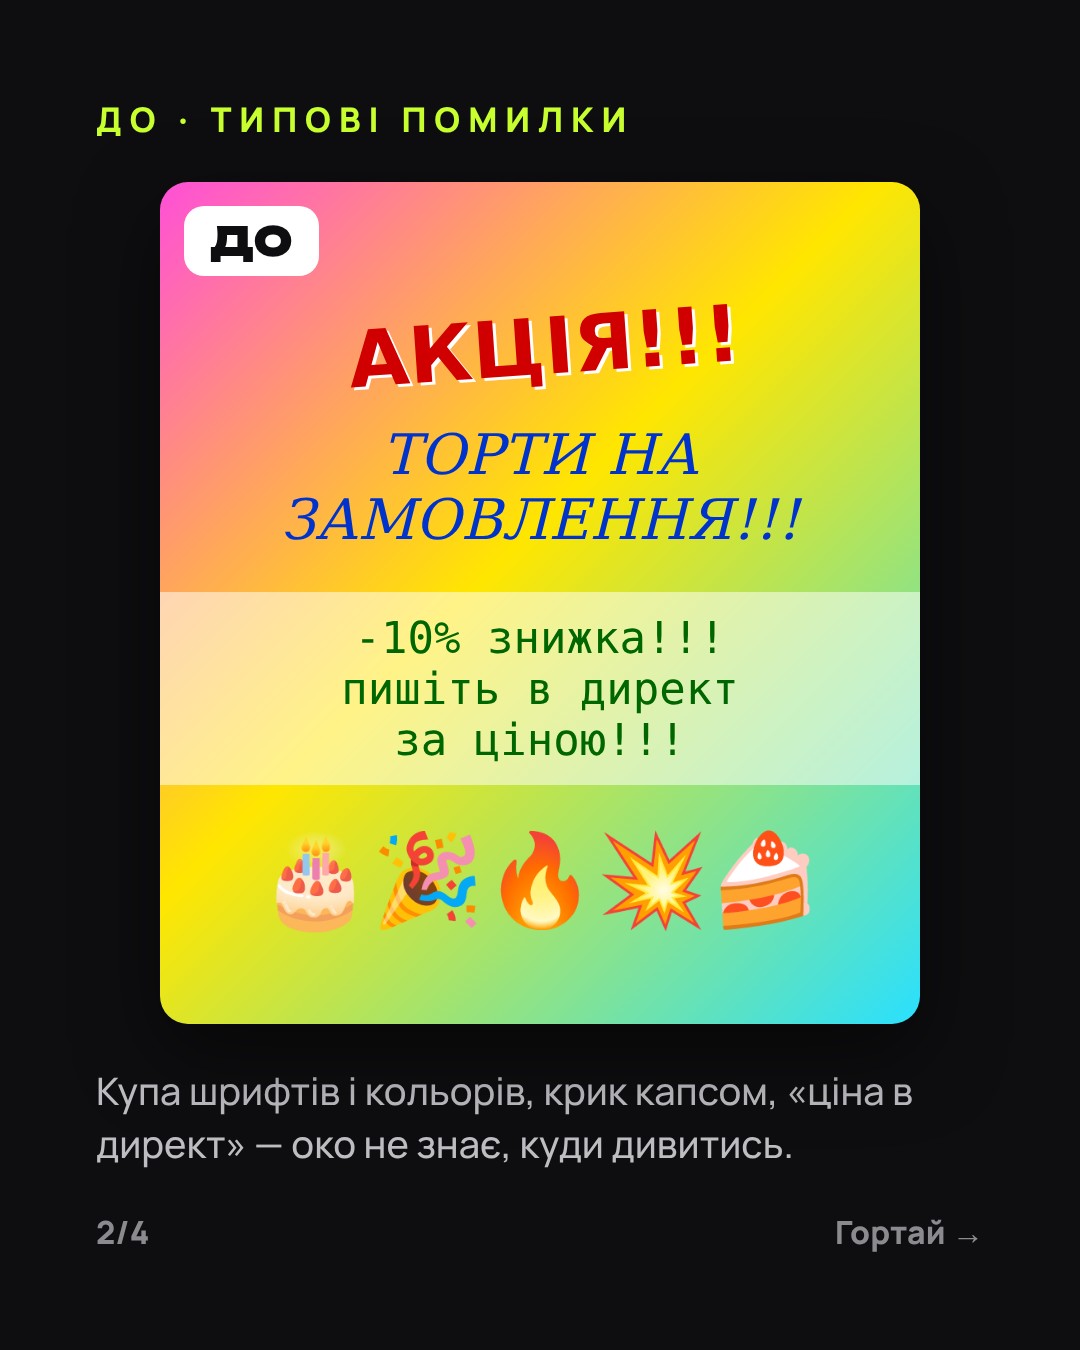 ДО · ТИПОВІ ПОМИЛКИ
ДО
АКЦІЯ!!!
ТОРТИ НА
ЗАМОВЛЕННЯ!!!
-10% знижка!!!
пишіть в директ
за ціною!!!
Купа шрифтів і кольорів, крик капсом, «ціна в
директ» — око не знає, куди дивитись.
2/4
Гортай →